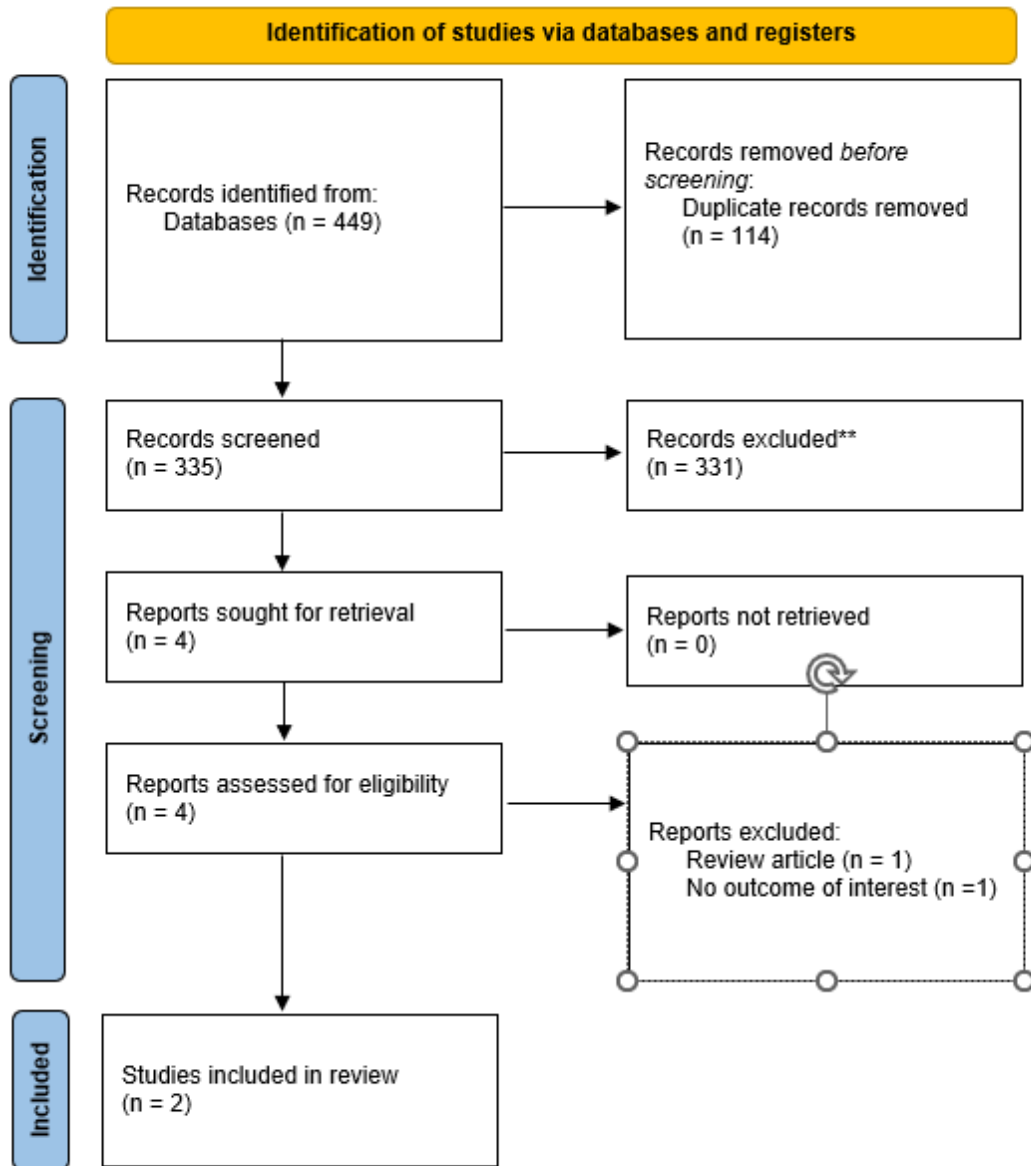 Identification of studies via databases and registers
Identification
Records identified from:
Databases (n = 449)
Records removed before
screening:
Duplicate records removed
(n = 114)
Screening
Records screened
(n = 335)
Records excluded**
(n = 331)
Reports sought for retrieval
(n = 4)
Reports not retrieved
(n = 0)
Reports assessed for eligibility
(n = 4)
Reports excluded:
Review article (n = 1)
No outcome of interest (n =1)
Included
Studies included in review
(n = 2)